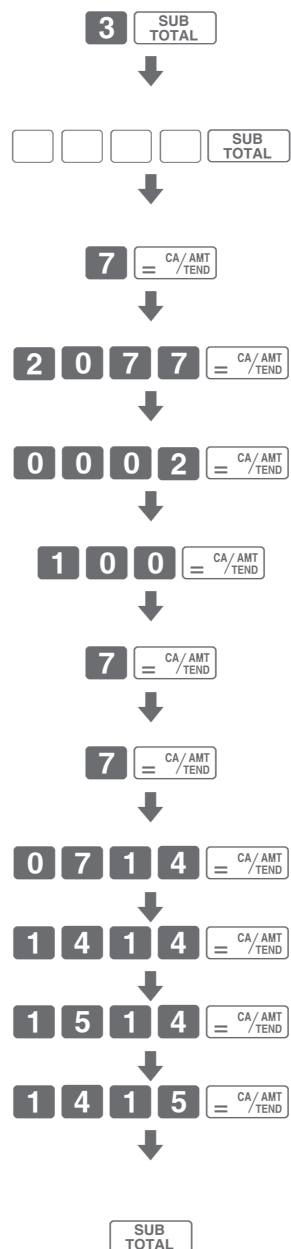 3 SUB TOTAL
SUB TOTAL
7 = CA/AMT/TEND
2 0 7 7 = CA/AMT/TEND
0 0 0 2 = CA/AMT/TEND
1 0 0 = CA/AMT/TEND
7 = CA/AMT/TEND
7 = CA/AMT/TEND
0 7 1 4 = CA/AMT/TEND
1 4 1 4 = CA/AMT/TEND
1 5 1 4 = CA/AMT/TEND
1 4 1 5 = CA/AMT/TEND
SUB TOTAL